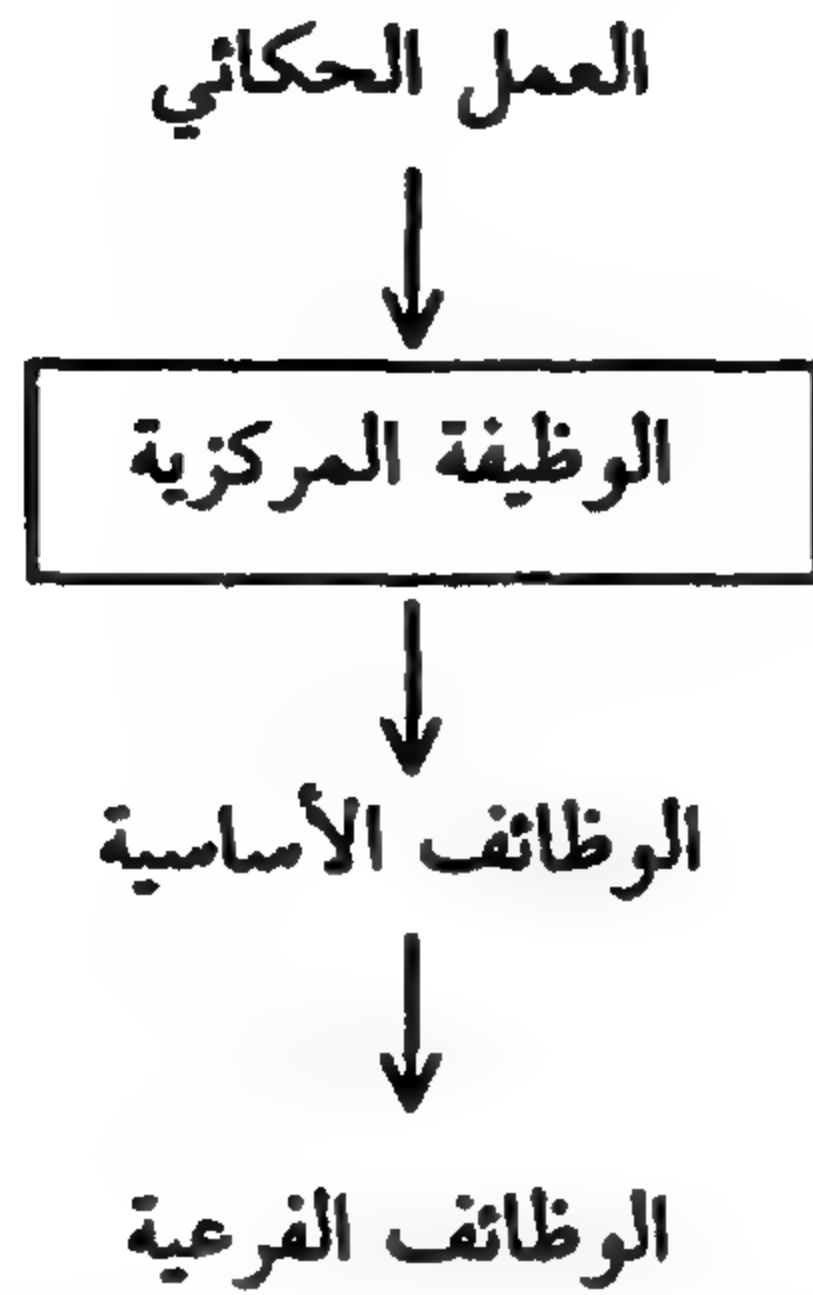 العمل الحكائي
الوظيفة المركزية
الوظائف الأساسية
الوظائف الفرعية